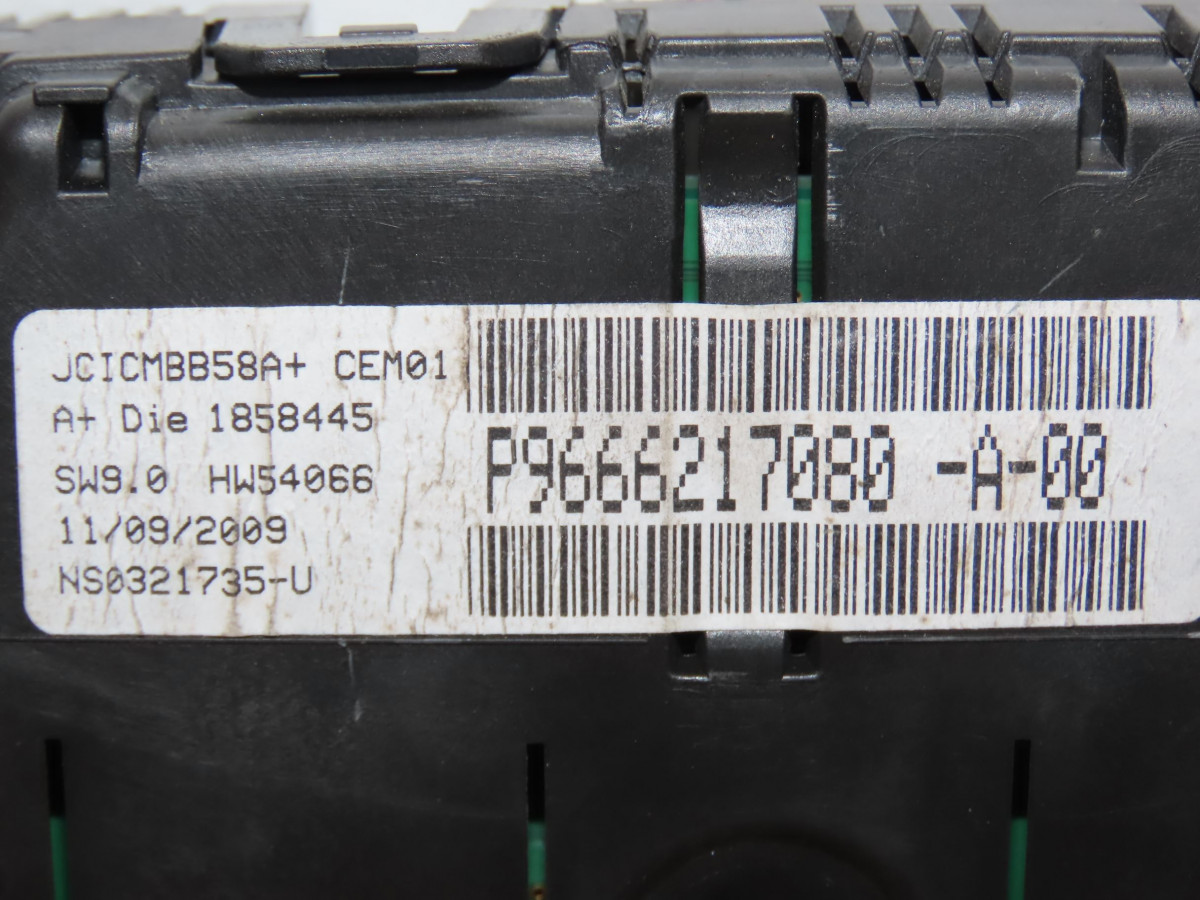 JCICMBB58A+ CEM01
A+ Die 1858445
SW9.0 HW54066
11/09/2009
NS0321735-U
P9666217080 -A-00